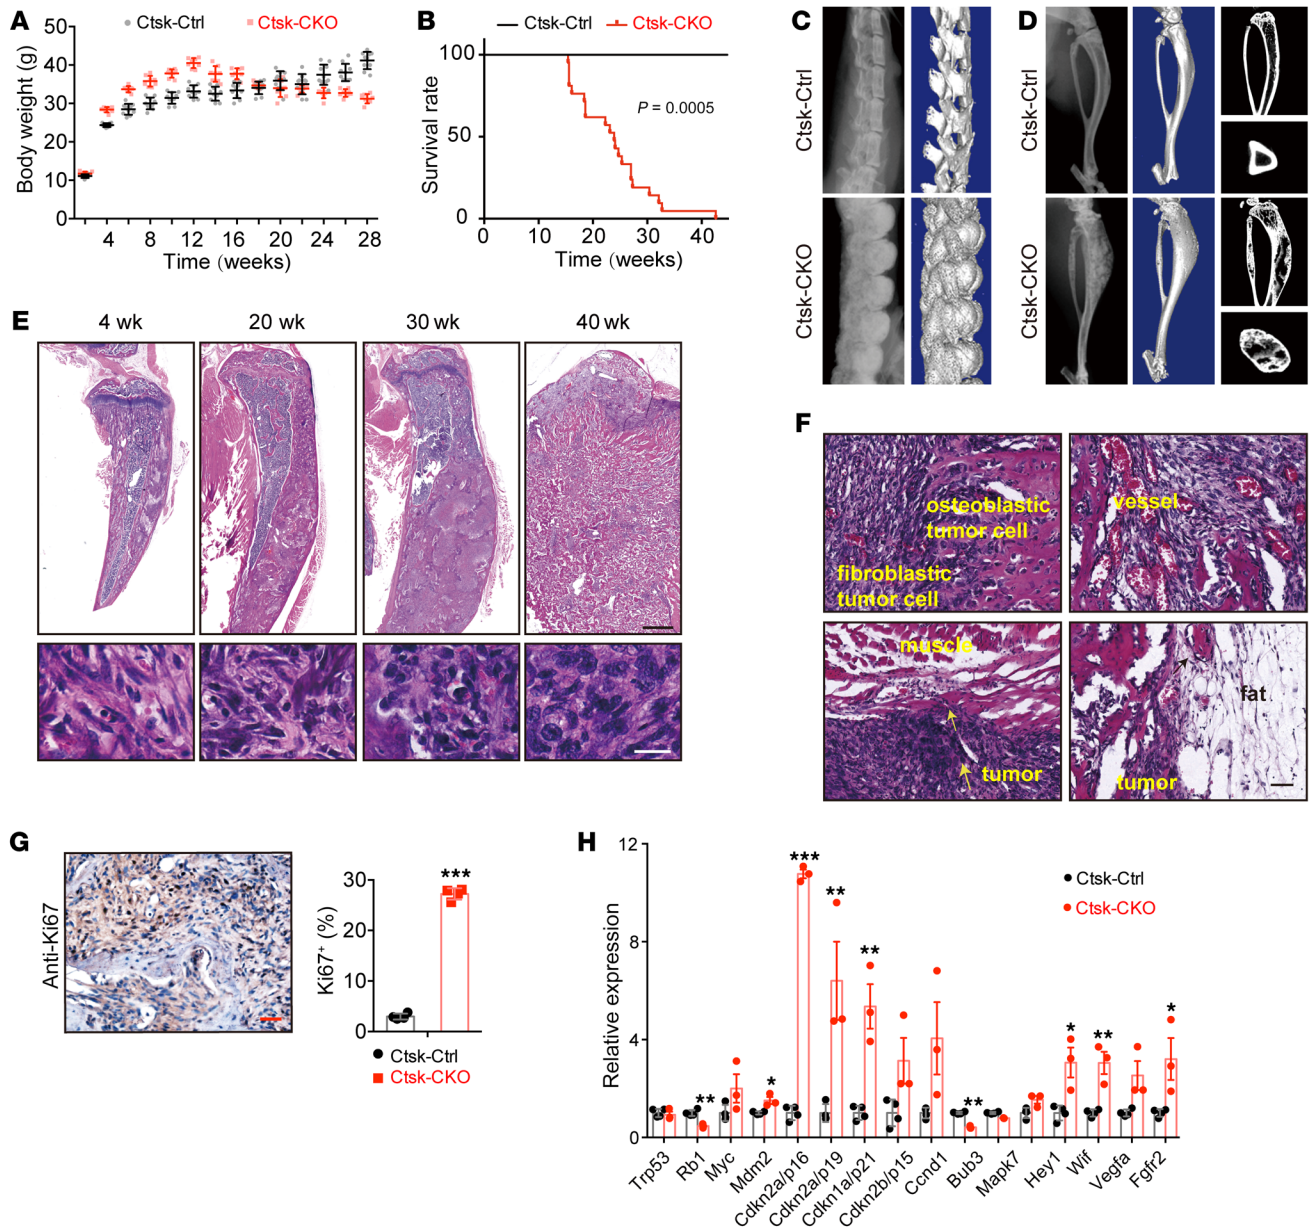 A
Ctsk-Ctrl
Ctsk-CKO
Body weight (g)
50
40
30
20
10
0
4 8 12 16 20 24 28
Time (weeks)
B
Ctsk-Ctrl
Ctsk-CKO
Survival rate
100
50
0
P = 0.0005
0 10 20 30 40
Time (weeks)
C
Ctsk-Ctrl
Ctsk-CKO
D
Ctsk-Ctrl
Ctsk-CKO
E
4 wk
20 wk
30 wk
40 wk
F
osteoblastic
tumor cell
fibroblastic
tumor cell
vessel
muscle
tumor
fat
tumor
G
Anti-Ki67
Ki67+ (%)
30
20
10
0
***
Ctsk-Ctrl
Ctsk-CKO
H
Relative expression
12
8
4
0
Ctsk-Ctrl
Ctsk-CKO
**
*
***
**
**
**
*
**
*
Trp53
Rb1
Myc
Mdm2
Cdkn2a/p16
Cdkn2a/p19
Cdkn1a/p21
Cdkn2b/p15
Ccnd1
Bub3
Mapk7
Hey1
Wif
Vegfa
Fgfr2